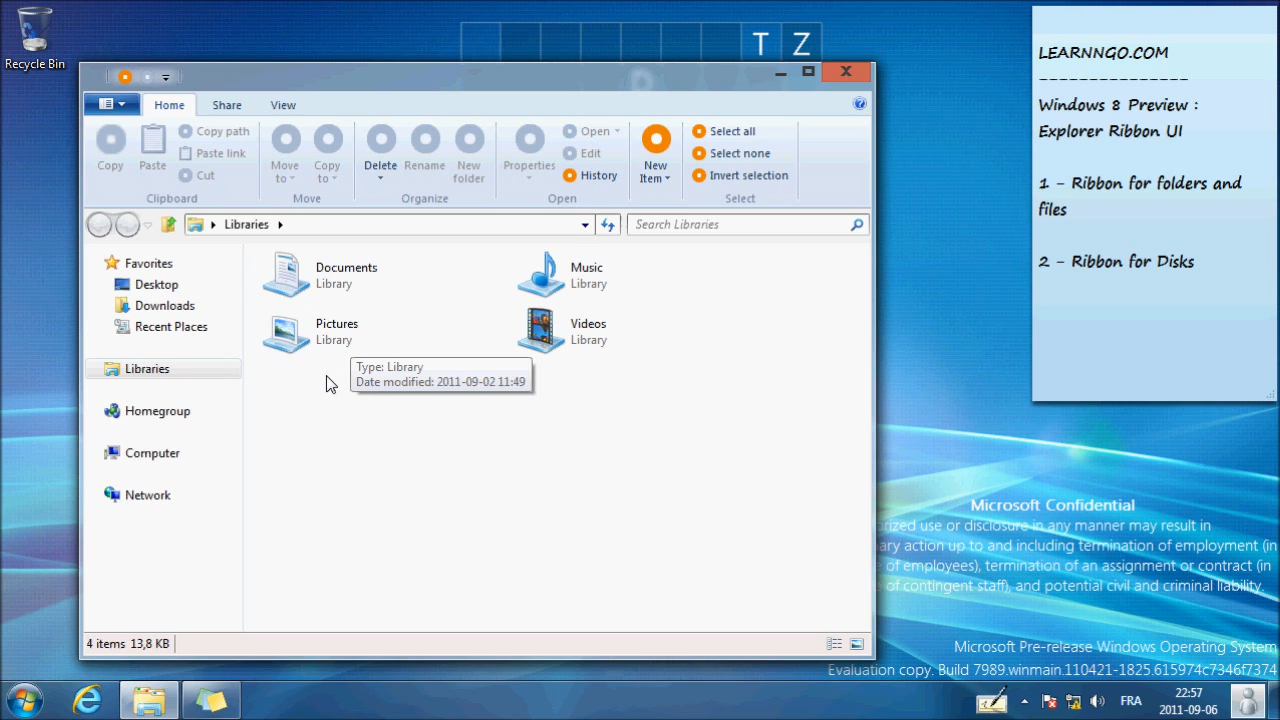 Recycle Bin
T Z
LEARNNGO.COM
---------------
Windows 8 Preview :
Explorer Ribbon UI
1 - Ribbon for folders and
files
2 - Ribbon for Disks
Home Share View
Copy
Paste
Copy path
Paste link
Cut
Clipboard
Move to
Copy to
Move
Delete
Rename
New folder
Organize
Properties
Open
Edit
History
Open
New Item
Select all
Select none
Invert selection
Select
Libraries
Search Libraries
Favorites
Desktop
Downloads
Recent Places
Libraries
Homegroup
Computer
Network
Documents
Library
Music
Library
Pictures
Library
Videos
Library
Type: Library
Date modified: 2011-09-02 11:49
4 items 13,8 KB
Microsoft Confidential
use or disclosure in any manner may result in
action up to and including termination of employment (in
of employees), termination of an assignment or contract (in
of contingent staff), and potential civil and criminal liability.
Microsoft Pre-release Windows Operating System
Evaluation copy. Build 7989.winmain.110421-1825.615974c7346f7374
FRA
22:57
2011-09-06